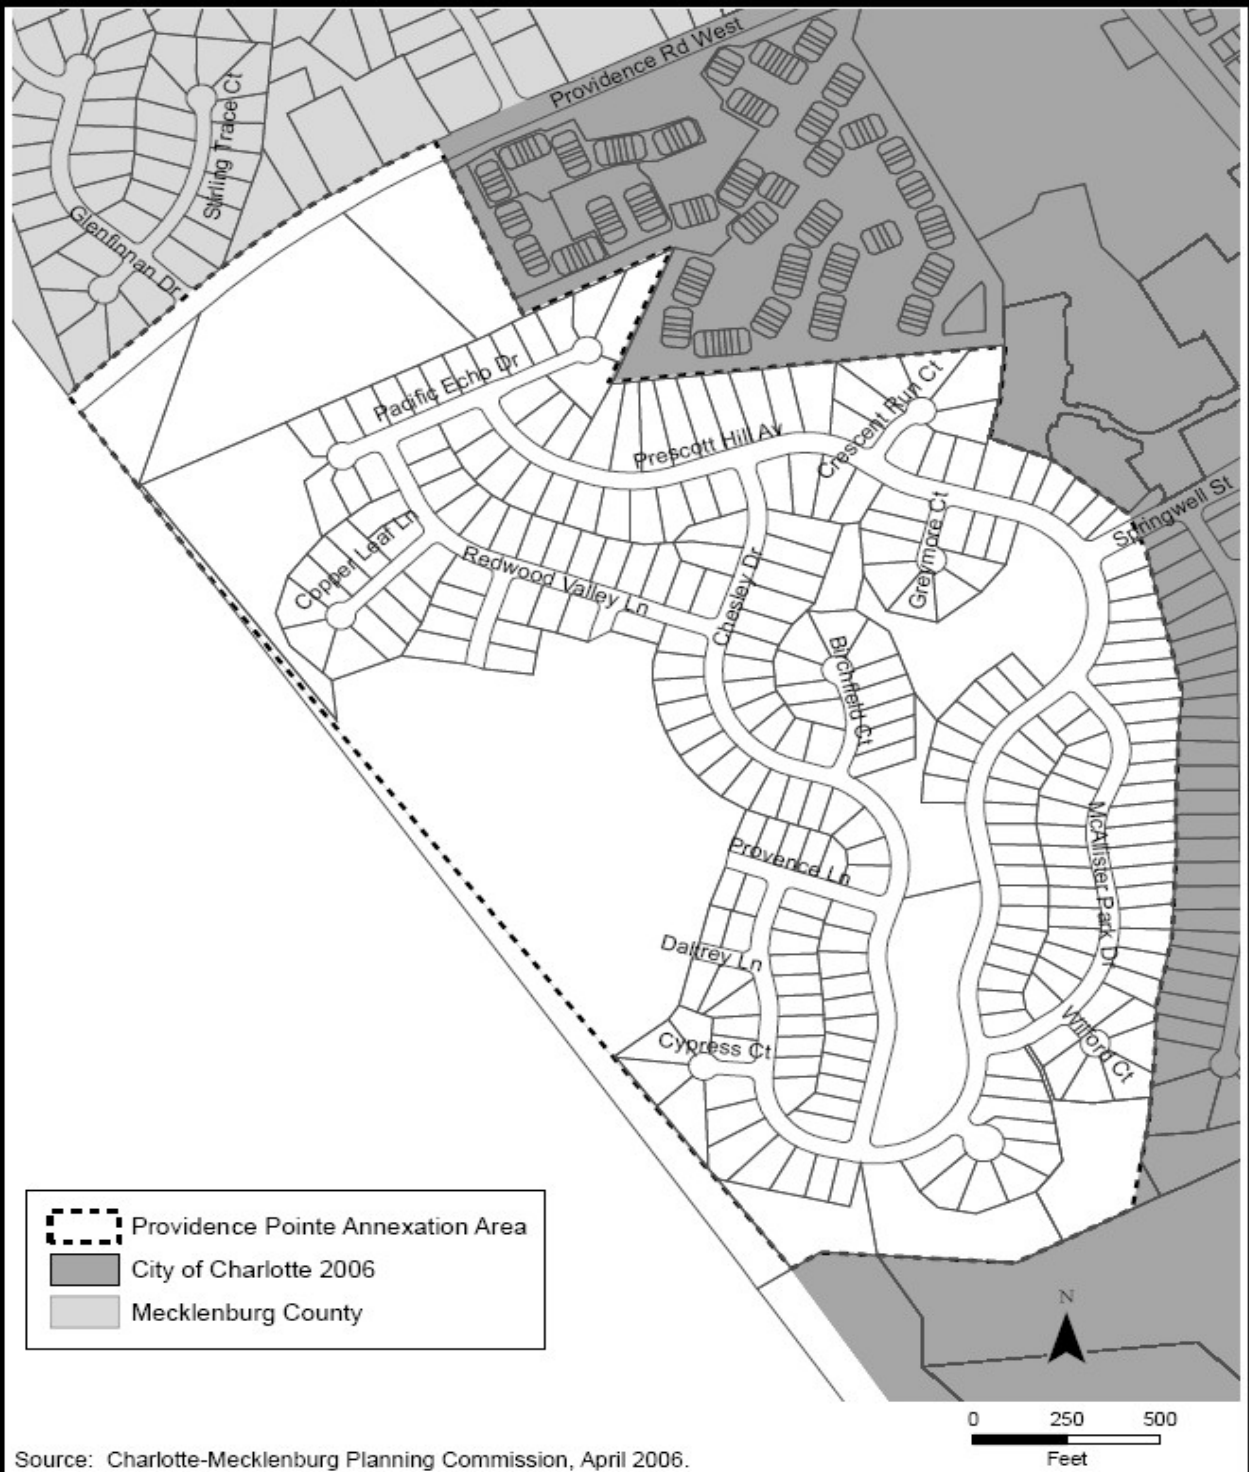 Providence Rd West
Stirling Trace Ct
Glenfinnan Dr
Pacific Echo Dr
Crescent Run Ct
Prescott Hill Av
Springwell St
Greymore Ct
Copper Leaf Ln
Redwood Valley Ln
Chesley Dr
Birchfield Ct
McAllister Park Dr
Provence Ln
Daltrey Ln
Wilford Ct
Cypress Ct
Providence Pointe Annexation Area
City of Charlotte 2006
Mecklenburg County
N
0 250 500
Feet
Source: Charlotte-Mecklenburg Planning Commission, April 2006.